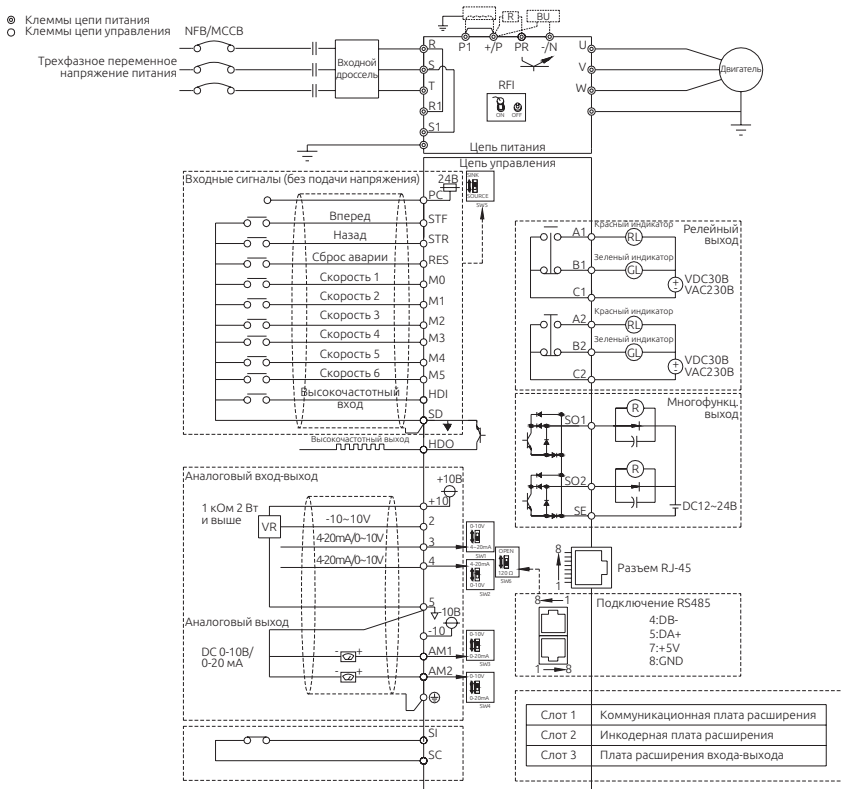 Клеммы цепи питания
Клеммы цепи управления
NFB/MCCB
Трехфазное переменное
напряжение питания
Входной
дроссель
R
S
T
R1
S1
P1
+/P
PR
-/N
R
BU
RFI
ON OFF
U
V
W
Двигатель
Цепь питания
Цепь управления
Входные сигналы (без подачи напряжения)
24В
PC
SINK
SOURCE
SW5
Вперед
STF
Назад
STR
Сброс аварии
RES
Скорость 1
M0
Скорость 2
M1
Скорость 3
M2
Скорость 4
M3
Скорость 5
M4
Скорость 6
M5
Высокочастотный
вход
HDI
SD
Высокочастотный выход
HDO
Релейный
выход
A1
Красный индикатор
RL
B1
Зеленый индикатор
GL
C1
VDC30В
VAC230В
A2
Красный индикатор
RL
B2
Зеленый индикатор
GL
C2
VDC30В
VAC230В
Многофункц.
выход
SO1
R
SO2
R
SE
DC12~24В
Аналоговый вход-выход
+10В
+10
1 кОм 2 Вт
и выше
VR
-10~10V
2
4-20mA/0~10V
3
4-20mA/0~10V
4
0-10V
4~20mA
SW1
4-20mA
0-10V
SW2
OPEN
120 Ω
SW6
5
-10В
-10
Аналоговый выход
DC 0-10В/
0-20 мА
- +
AM1
- +
AM2
0-10V
0-20mA
SW3
0-10V
0-20mA
SW4
SI
SC
8
1
Разъем RJ-45
8 1
1 8
Подключение RS485
4:DB-
5:DA+
7:+5V
8:GND
Слот 1 Коммуникационная плата расширения
Слот 2 Инкодерная плата расширения
Слот 3 Плата расширения входа-выхода